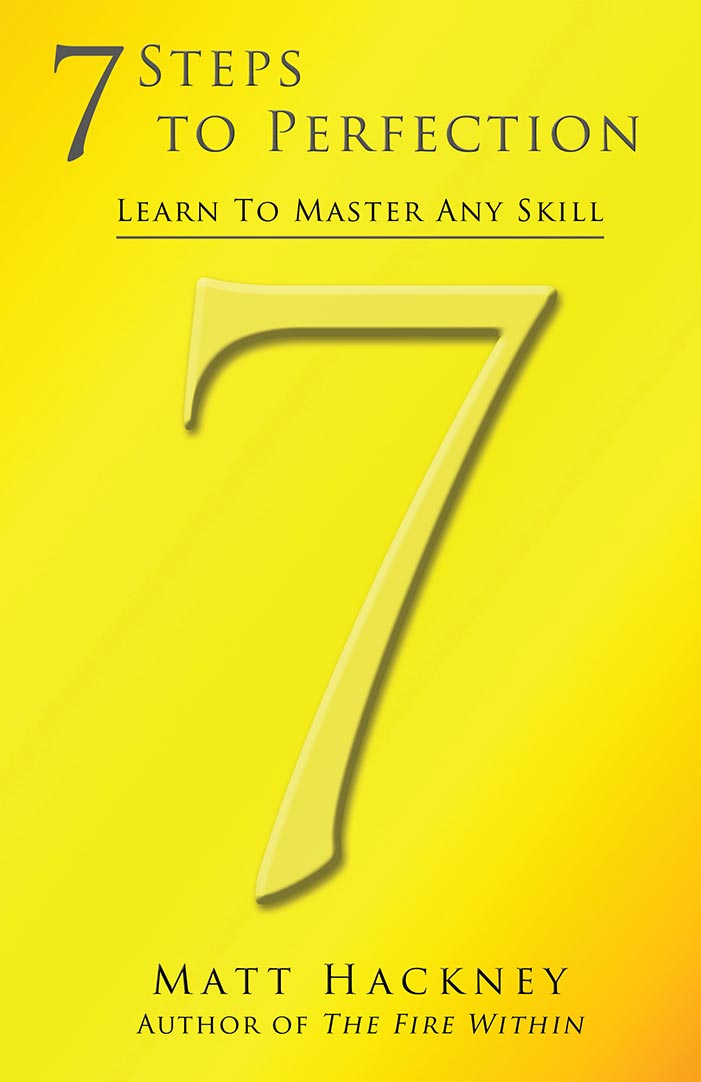 7 Steps
to Perfection
Learn To Master Any Skill
7
Matt Hackney
Author of The Fire Within